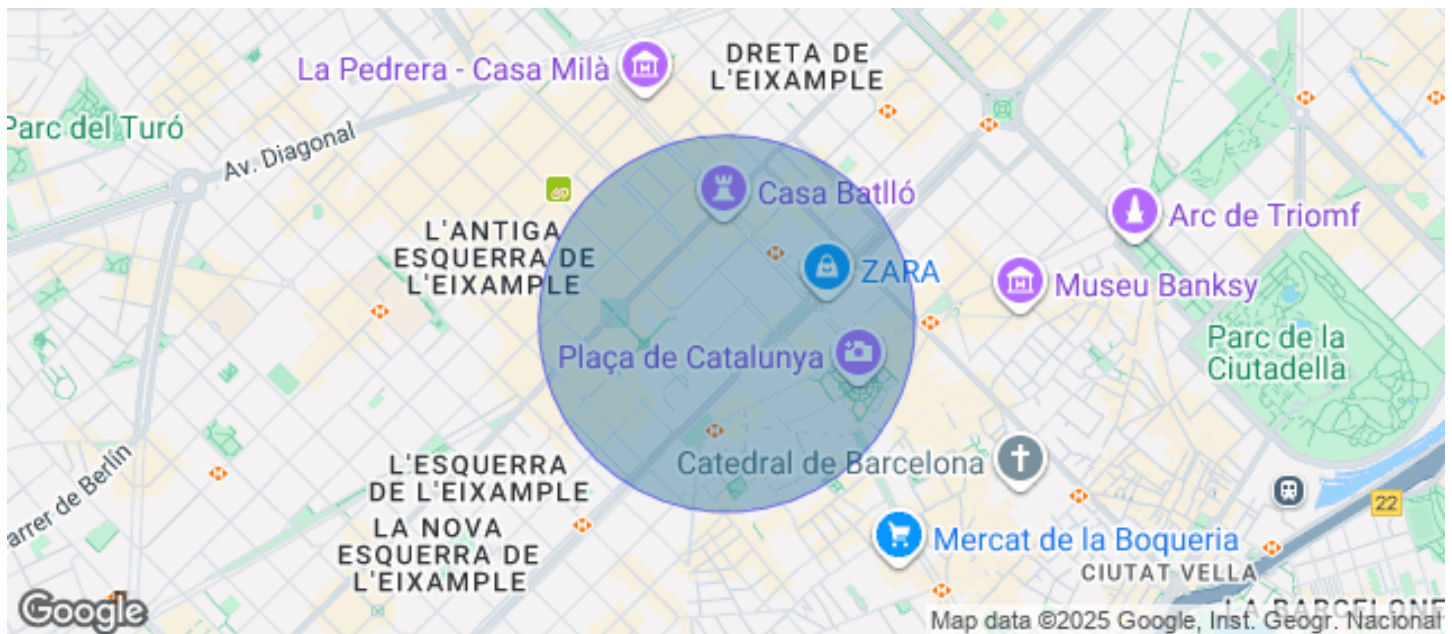 DRETA DE
L'EIXAMPLE
La Pedrera - Casa Milà
Parc del Turó
Av. Diagonal
Casa Batlló
Arc de Triomf
L'ANTIGA
ESQUERRA DE
L'EIXAMPLE
ZARA
Museu Banksy
Plaça de Catalunya
Parc de la
Ciutadella
Catedral de Barcelona
L'ESQUERRA
DE L'EIXAMPLE
arrer de Berlín
22
LA NOVA
ESQUERRA DE
L'EIXAMPLE
Mercat de la Boqueria
CIUTAT VELLA
LA BARCELONE
Google
Map data ©2025 Google, Inst. Geogr. Nacional